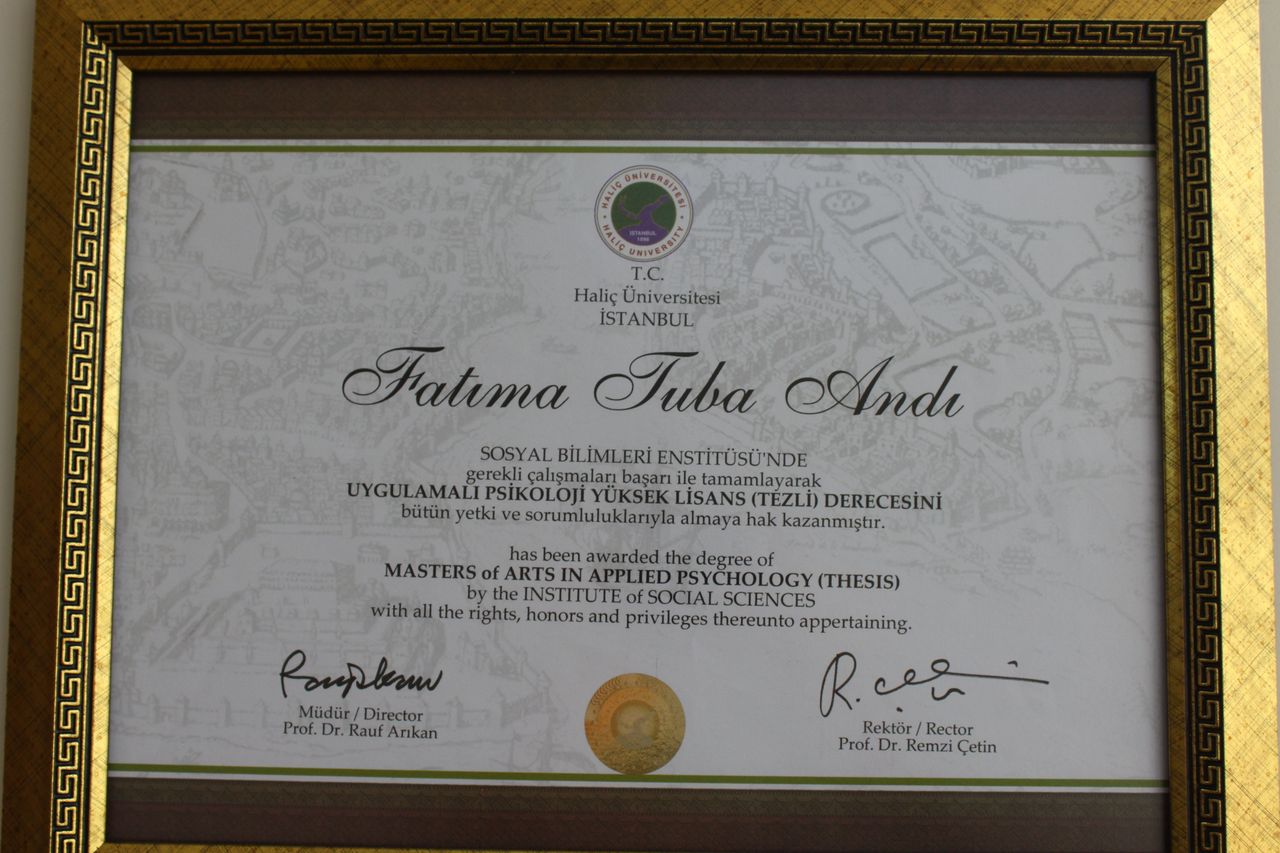 HALİÇ ÜNİVERSİTESİ
İSTANBUL
1998
HALİÇ UNIVERSITY
T.C.
Haliç Üniversitesi
İSTANBUL
Fatıma Tuba Andı
SOSYAL BİLİMLERİ ENSTİTÜSÜ'NDE
gerekli çalışmaları başarı ile tamamlayarak
UYGULAMALI PSİKOLOJİ YÜKSEK LİSANS (TEZLİ) DERECESİNİ
bütün yetki ve sorumluluklarıyla almaya hak kazanmıştır.
has been awarded the degree of
MASTERS of ARTS IN APPLIED PSYCHOLOGY (THESIS)
by the INSTITUTE of SOCIAL SCIENCES
with all the rights, honors and privileges thereunto appertaining.
R. Çe
Müdür / Director
Prof. Dr. Rauf Arıkan
Rektör / Rector
Prof. Dr. Remzi Çetin